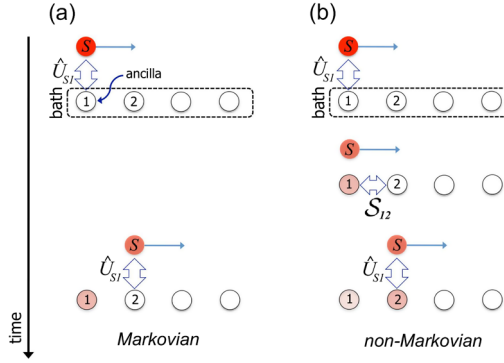 (a)
(b)
S
S
Û_S1
Û_S1
ancilla
bath
1 2
bath
1 2
S
1 2
𝒮_12
S
S
Û_S1
Û_S1
1 2
1 2
time
Markovian
non-Markovian